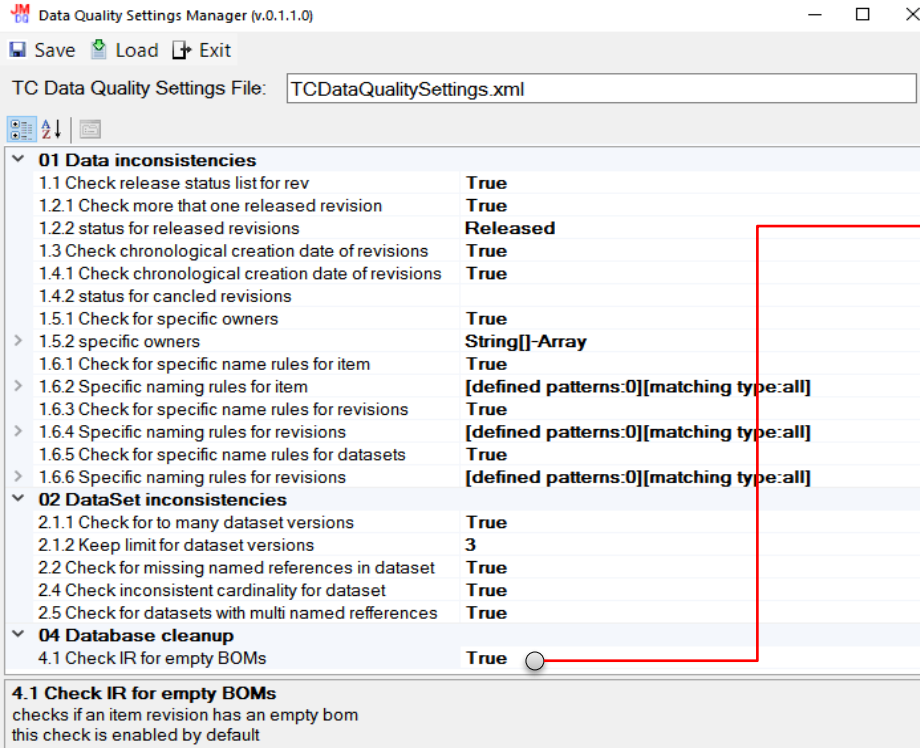 JM DQ Data Quality Settings Manager (v.0.1.1.0)
Save Load Exit
TC Data Quality Settings File: TCDataQualitySettings.xml
A Z
01 Data inconsistencies
1.1 Check release status list for rev True
1.2.1 Check more that one released revision True
1.2.2 status for released revisions Released
1.3 Check chronological creation date of revisions True
1.4.1 Check chronological creation date of revisions True
1.4.2 status for cancled revisions
1.5.1 Check for specific owners True
1.5.2 specific owners String[]-Array
1.6.1 Check for specific name rules for item True
1.6.2 Specific naming rules for item [defined patterns:0][matching type:all]
1.6.3 Check for specific name rules for revisions True
1.6.4 Specific naming rules for revisions [defined patterns:0][matching type:all]
1.6.5 Check for specific name rules for datasets True
1.6.6 Specific naming rules for revisions [defined patterns:0][matching type:all]
02 DataSet inconsistencies
2.1.1 Check for to many dataset versions True
2.1.2 Keep limit for dataset versions 3
2.2 Check for missing named references in dataset True
2.4 Check inconsistent cardinality for dataset True
2.5 Check for datasets with multi named refferences True
04 Database cleanup
4.1 Check IR for empty BOMs True
4.1 Check IR for empty BOMs
checks if an item revision has an empty bom
this check is enabled by default